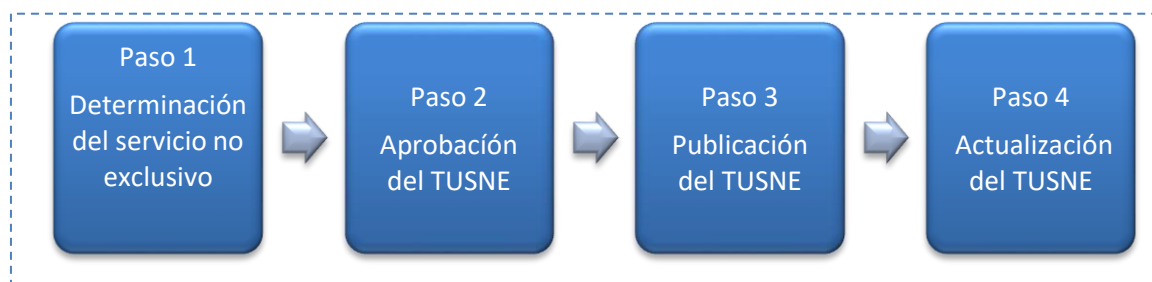 Paso 1
Determinación
del servicio no
exclusivo
Paso 2
Aprobacíón
del TUSNE
Paso 3
Publicación
del TUSNE
Paso 4
Actualización
del TUSNE